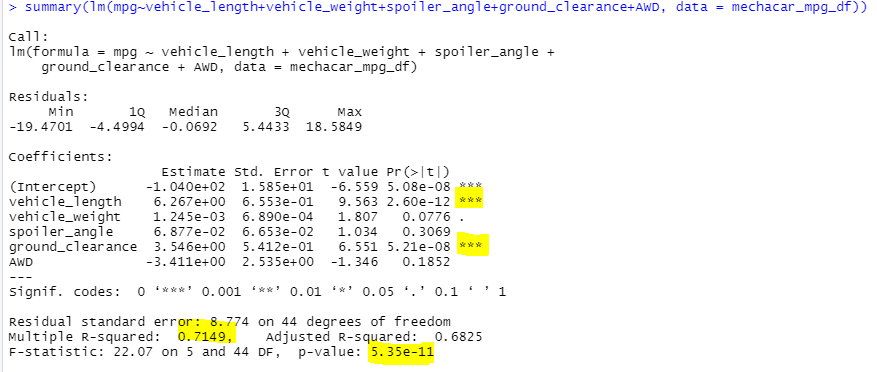 > summary(lm(mpg~vehicle_length+vehicle_weight+spoiler_angle+ground_clearance+AWD, data = mechacar_mpg_df))
Call:
lm(formula = mpg ~ vehicle_length + vehicle_weight + spoiler_angle +
    ground_clearance + AWD, data = mechacar_mpg_df)
Residuals:
     Min       1Q   Median       3Q      Max
-19.4701  -4.4994  -0.0692   5.4433  18.5849
Coefficients:
                   Estimate Std. Error t value Pr(>|t|)
(Intercept)      -1.040e+02  1.585e+01  -6.559 5.08e-08 ***
vehicle_length    6.267e+00  6.553e-01   9.563 2.60e-12 ***
vehicle_weight    1.245e-03  6.890e-04   1.807   0.0776 .
spoiler_angle     6.877e-02  6.653e-02   1.034   0.3069
ground_clearance  3.546e+00  5.412e-01   6.551 5.21e-08 ***
AWD              -3.411e+00  2.535e+00  -1.346   0.1852
---
Signif. codes:  0 ‘***’ 0.001 ‘**’ 0.01 ‘*’ 0.05 ‘.’ 0.1 ‘ ’ 1
Residual standard error: 8.774 on 44 degrees of freedom
Multiple R-squared:  0.7149,	Adjusted R-squared:  0.6825
F-statistic: 22.07 on 5 and 44 DF,  p-value: 5.35e-11